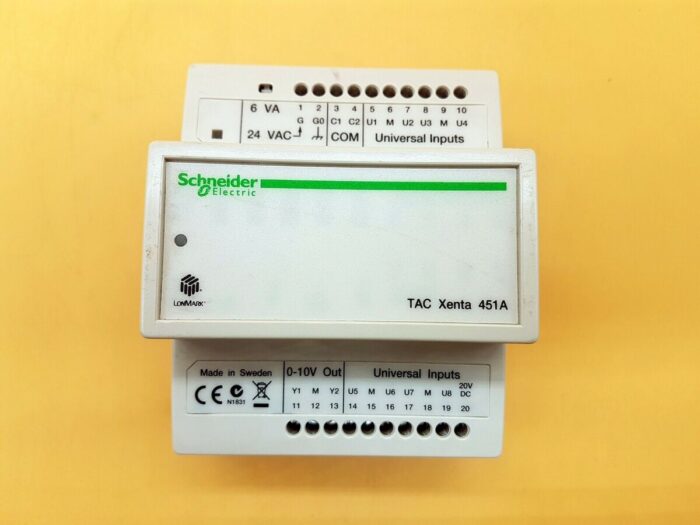 6 VA 1 2 3 4 5 6 7 8 9 10
G G0 C1 C2 U1 M U2 U3 M U4
24 VAC COM Universal Inputs
Schneider
Electric
LONMARK
TAC Xenta 451A
Made in Sweden 0-10V Out Universal Inputs
Y1 M Y2 U5 M U6 U7 M U8 20V DC
CE N1831 11 12 13 14 15 16 17 18 19 20